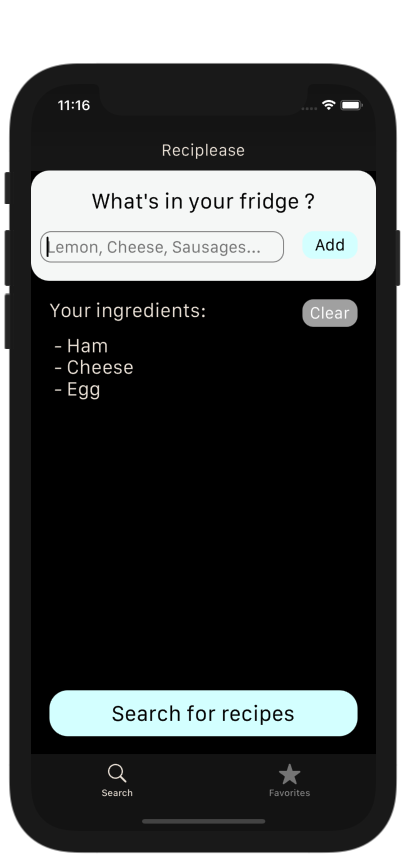 11:16
Reciplease
What's in your fridge ?
Lemon, Cheese, Sausages...
Add
Your ingredients:
Clear
- Ham
- Cheese
- Egg
Search for recipes
Search
Favorites